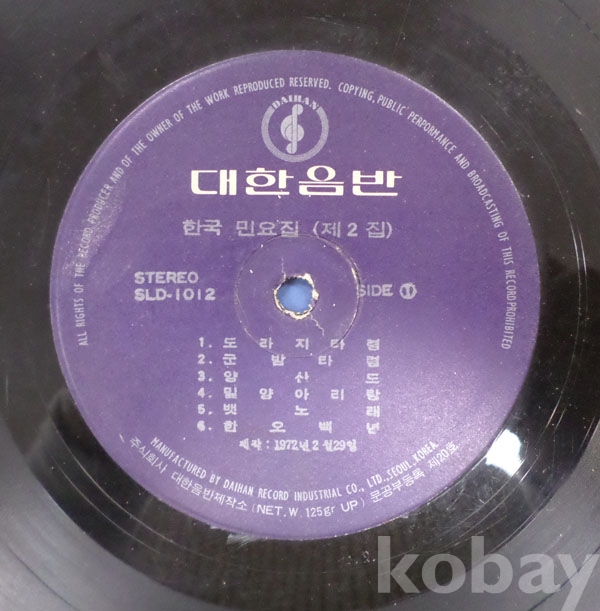 ALL RIGHTS OF THE RECORD PRODUCER AND OF THE OWNER OF THE WORK REPRODUCED RESERVED. COPYING, PUBLIC PERFORMANCE AND BROADCASTING OF THIS RECORD PROHIBITED
DAIHAN
대한음반
한국 민요집 (제2집)
STEREO
SLD-1012
SIDE ①
1. 도라지타령
2. 군밤타령
3. 양산도
4. 밀양아리랑
5. 뱃노래
6. 한오백년
제작 : 1972年2월29일
MANUFACTURED BY DAIHAN RECORD INDUSTRIAL CO., LTD., SEOUL, KOREA.
주식회사 대한음반제작소 (NET, W. 125gr UP) 문공부등록 제20호
kobay